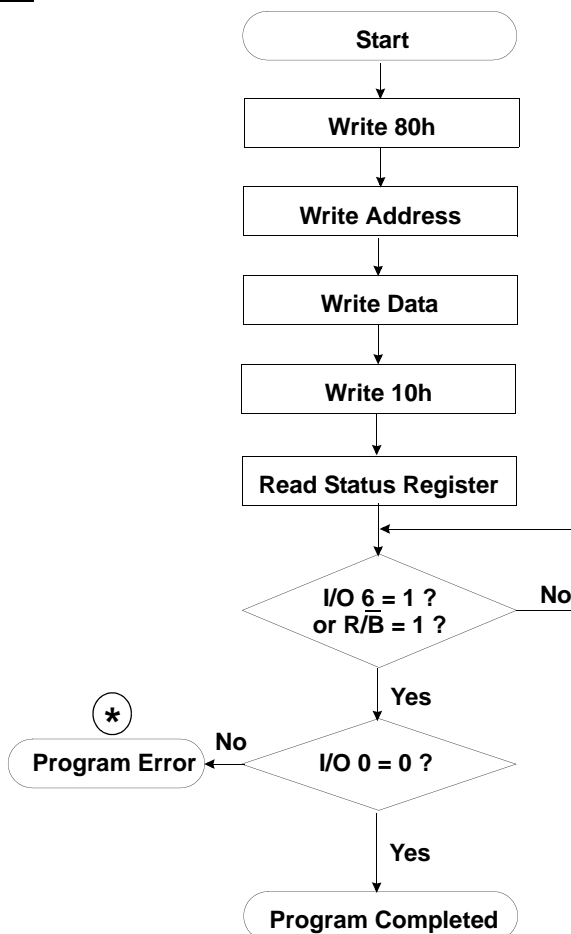 Start
Write 80h
Write Address
Write Data
Write 10h
Read Status Register
I/O 6 = 1 ?
or R/B̅ = 1 ?
No
Yes
*
No
Program Error
I/O 0 = 0 ?
Yes
Program Completed